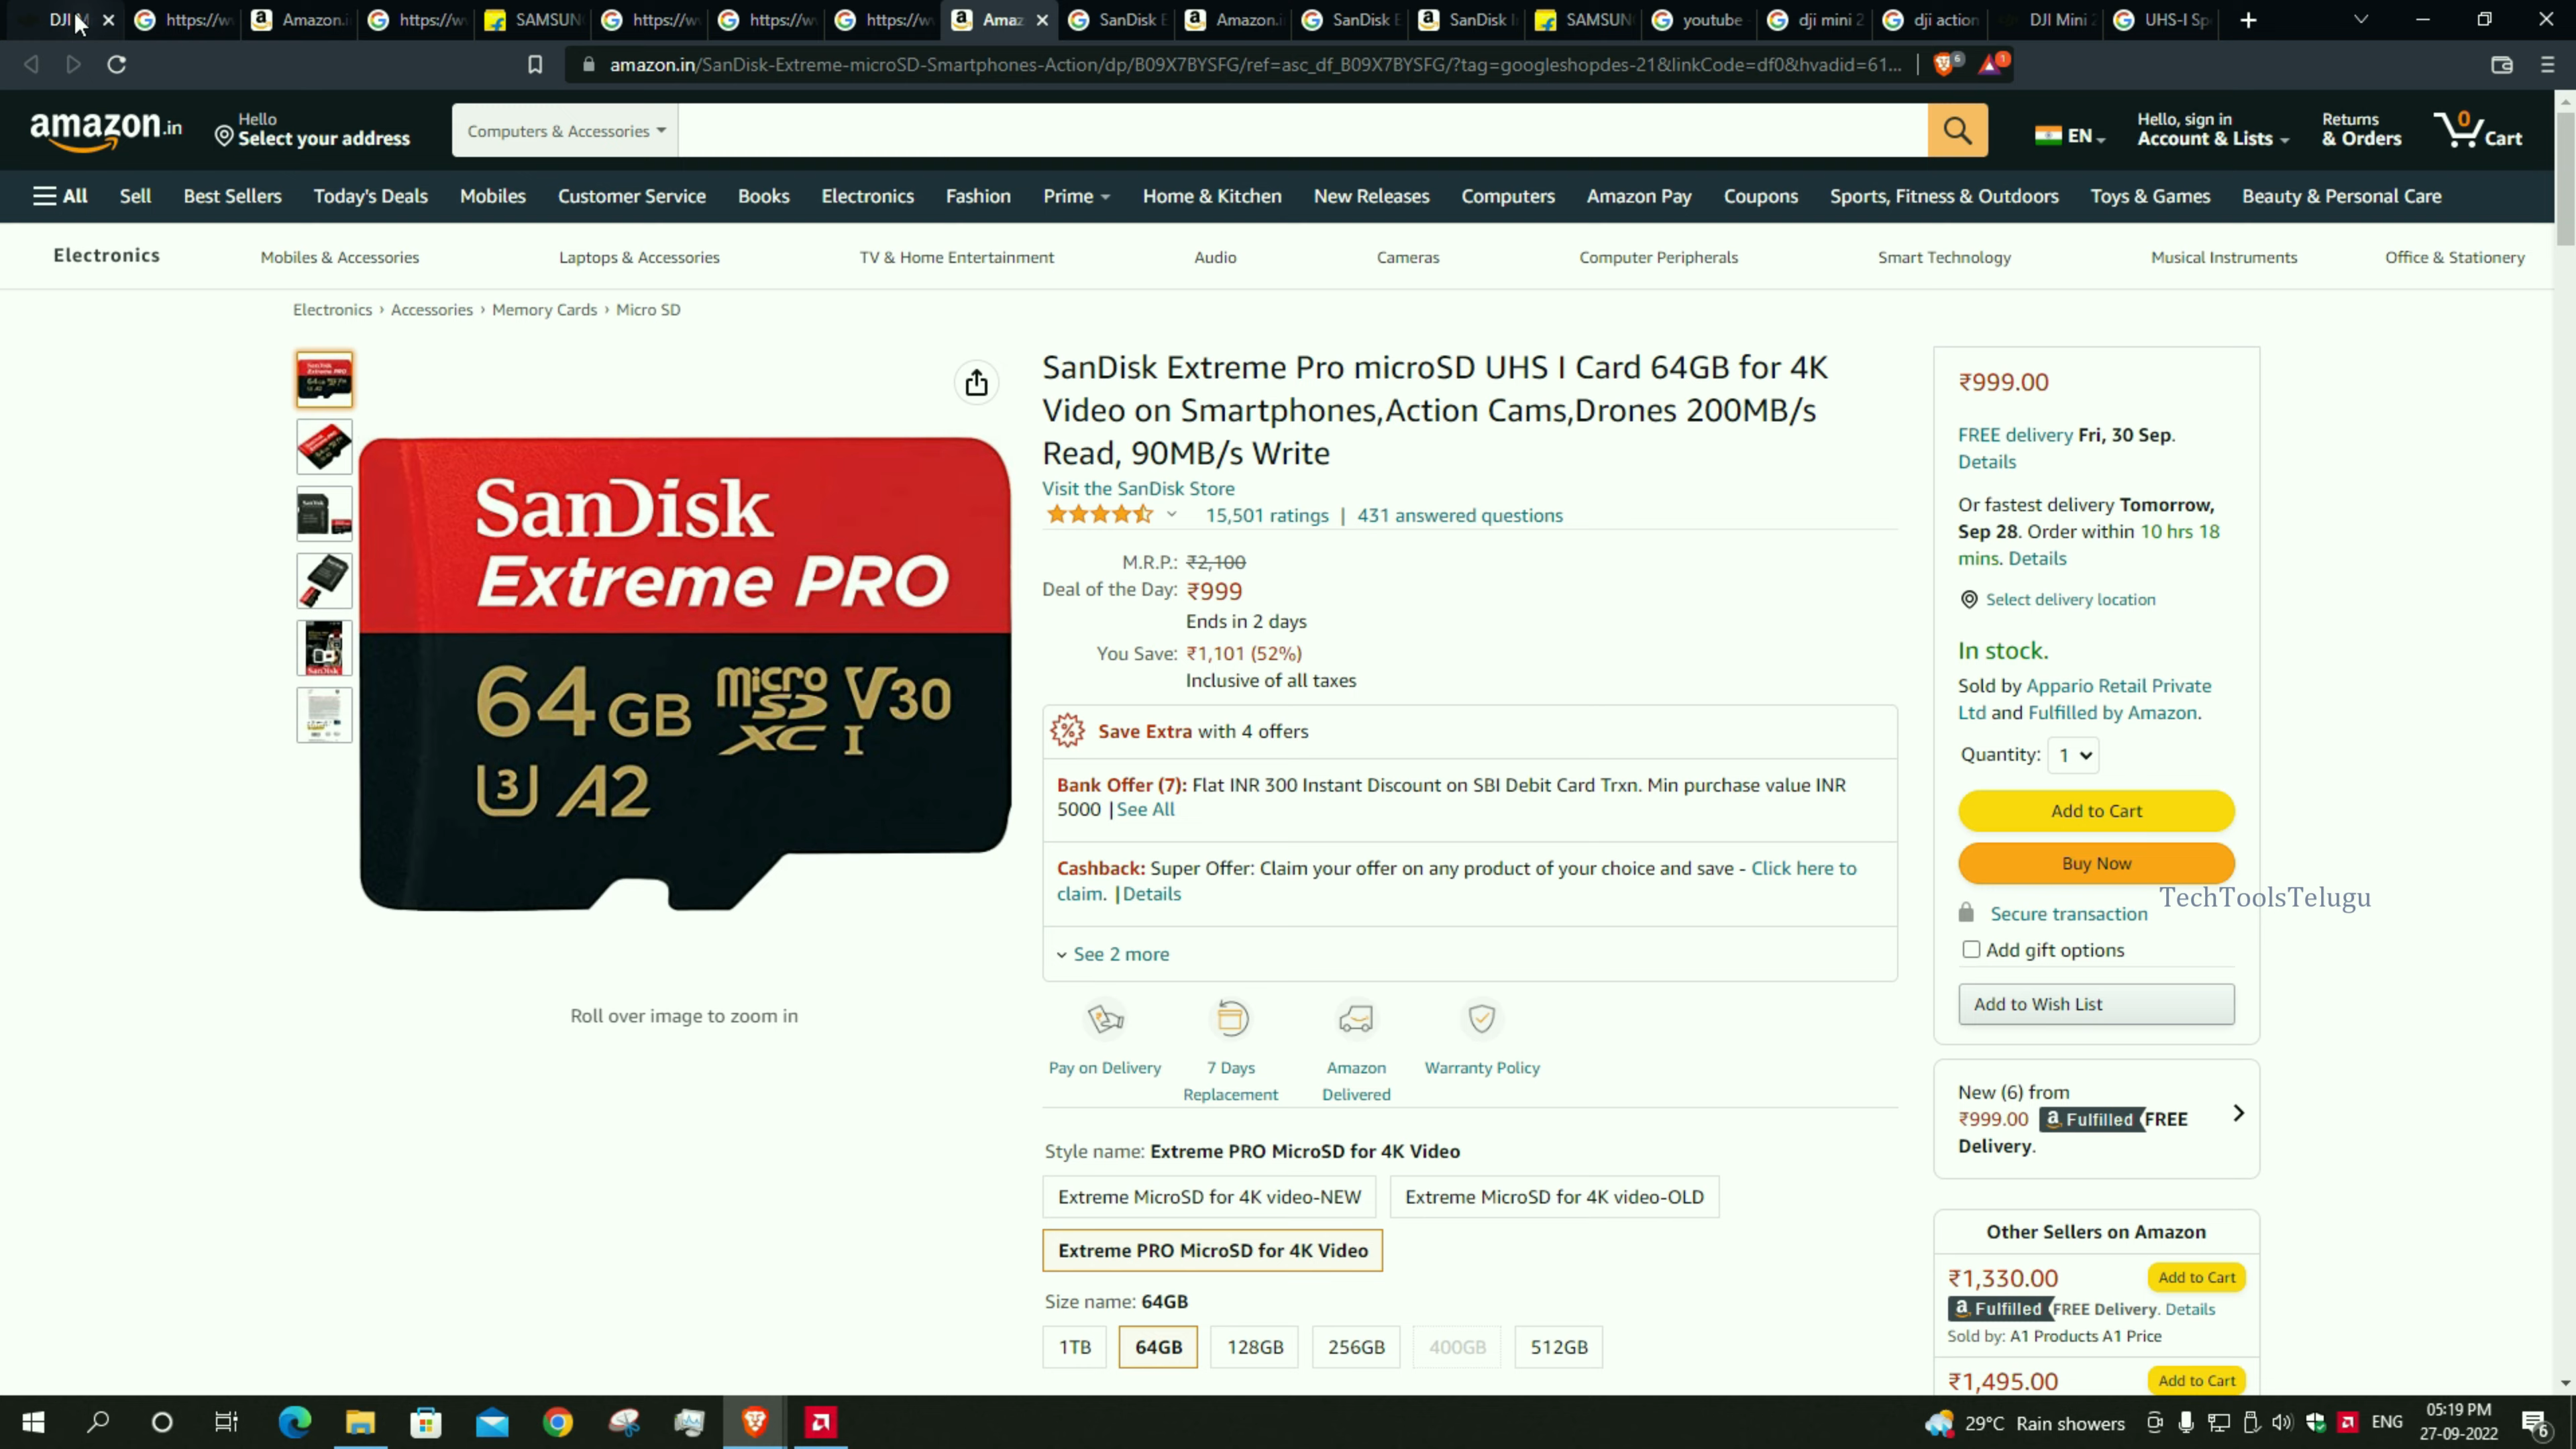 DJI M
https://w
Amazon.i
https://w
SAMSUN
https://w
https://w
https://w
Amaz
SanDisk E
Amazon.i
SanDisk E
SanDisk I
SAMSUN
youtube
dji mini 2
dji action
DJI Mini 2
UHS-I Sp
amazon.in/SanDisk-Extreme-microSD-Smartphones-Action/dp/B09X7BYSFG/ref=asc_df_B09X7BYSFG/?tag=googleshopdes-21&linkCode=df0&hvadid=61...
6
1
amazon.in
Hello
Select your address
Computers & Accessories
EN
Hello, sign in
Account & Lists
Returns
& Orders
0
Cart
All Sell Best Sellers Today's Deals Mobiles Customer Service Books Electronics Fashion Prime Home & Kitchen New Releases Computers Amazon Pay Coupons Sports, Fitness & Outdoors Toys & Games Beauty & Personal Care
Electronics Mobiles & Accessories Laptops & Accessories TV & Home Entertainment Audio Cameras Computer Peripherals Smart Technology Musical Instruments Office & Stationery
Electronics › Accessories › Memory Cards › Micro SD
SanDisk
Extreme PRO
64 GB micro SD XC I V30
U3 A2
Roll over image to zoom in
SanDisk Extreme Pro microSD UHS I Card 64GB for 4K
Video on Smartphones,Action Cams,Drones 200MB/s
Read, 90MB/s Write
Visit the SanDisk Store
15,501 ratings | 431 answered questions
M.R.P.: ₹2,100
Deal of the Day: ₹999
Ends in 2 days
You Save: ₹1,101 (52%)
Inclusive of all taxes
Save Extra with 4 offers
Bank Offer (7): Flat INR 300 Instant Discount on SBI Debit Card Trxn. Min purchase value INR
5000 | See All
Cashback: Super Offer: Claim your offer on any product of your choice and save - Click here to
claim. | Details
See 2 more
Pay on Delivery
7 Days
Replacement
Amazon
Delivered
Warranty Policy
Style name: Extreme PRO MicroSD for 4K Video
Extreme MicroSD for 4K video-NEW
Extreme MicroSD for 4K video-OLD
Extreme PRO MicroSD for 4K Video
Size name: 64GB
1TB 64GB 128GB 256GB 400GB 512GB
₹999.00
FREE delivery Fri, 30 Sep.
Details
Or fastest delivery Tomorrow,
Sep 28. Order within 10 hrs 18
mins. Details
Select delivery location
In stock.
Sold by Appario Retail Private
Ltd and Fulfilled by Amazon.
Quantity: 1
Add to Cart
Buy Now
TechToolsTelugu
Secure transaction
Add gift options
Add to Wish List
New (6) from
₹999.00 Fulfilled FREE
Delivery.
Other Sellers on Amazon
₹1,330.00
Add to Cart
Fulfilled FREE Delivery. Details
Sold by: A1 Products A1 Price
₹1,495.00
Add to Cart
29°C Rain showers
ENG
05:19 PM
27-09-2022
6